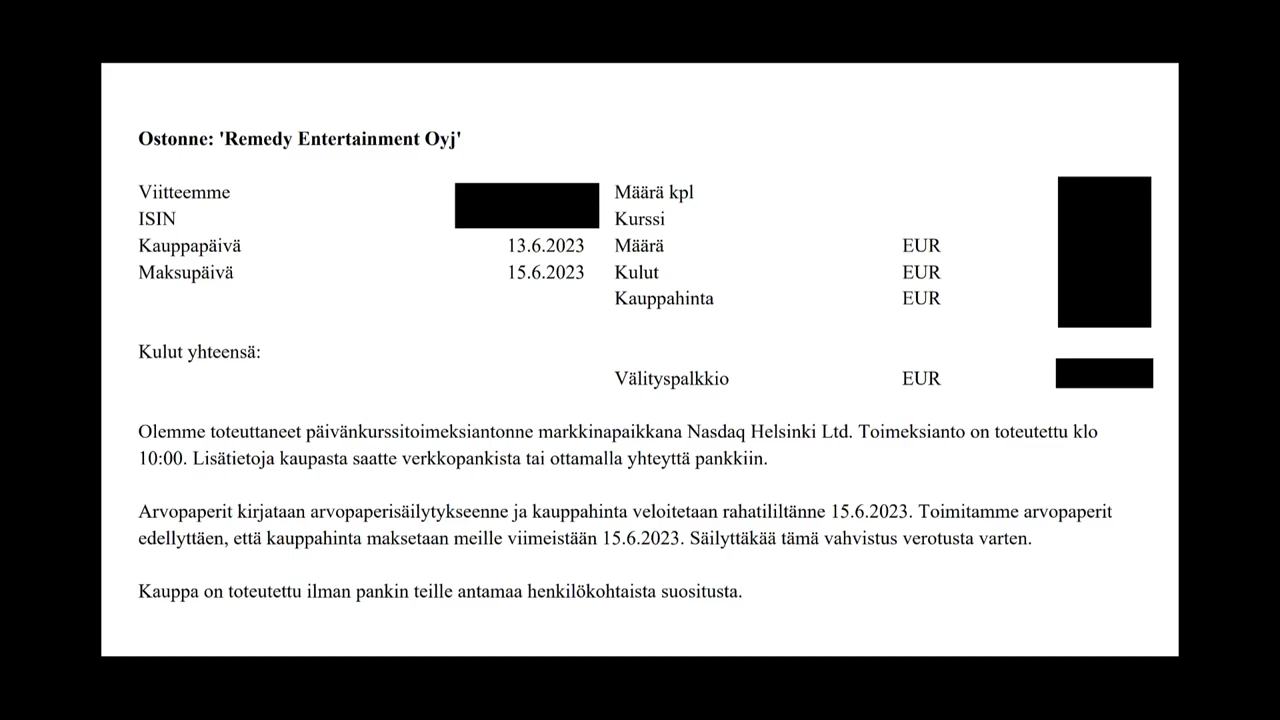 Ostonne: 'Remedy Entertainment Oyj'
Viitteemme Määrä kpl
ISIN Kurssi
Kauppapäivä 13.6.2023 Määrä EUR
Maksupäivä 15.6.2023 Kulut EUR
Kauppahinta EUR
Kulut yhteensä:
Välityspalkkio EUR
Olemme toteuttaneet päivänkurssitoimeksiantonne markkinapaikkana Nasdaq Helsinki Ltd. Toimeksianto on toteutettu klo
10:00. Lisätietoja kaupasta saatte verkkopankista tai ottamalla yhteyttä pankkiin.
Arvopaperit kirjataan arvopaperisäilytykseenne ja kauppahinta veloitetaan rahatililtänne 15.6.2023. Toimitamme arvopaperit
edellyttäen, että kauppahinta maksetaan meille viimeistään 15.6.2023. Säilyttäkää tämä vahvistus verotusta varten.
Kauppa on toteutettu ilman pankin teille antamaa henkilökohtaista suositusta.